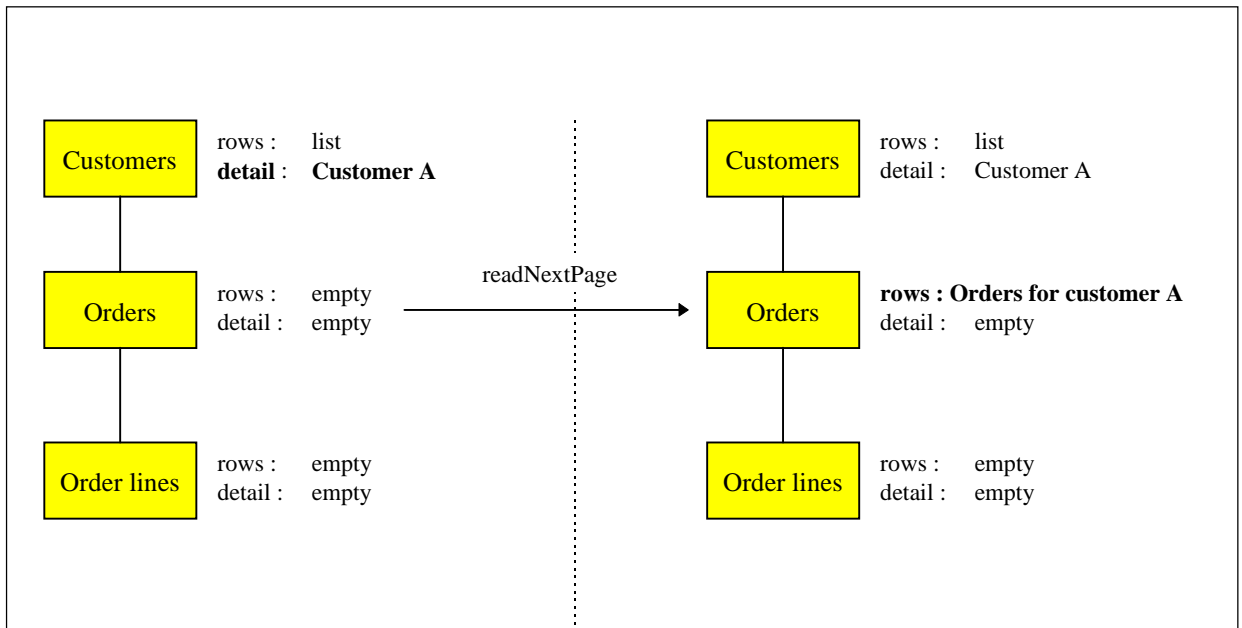 Customers
rows : list
detail : Customer A
Orders
rows : empty
detail : empty
Order lines
rows : empty
detail : empty
readNextPage
Customers
rows : list
detail : Customer A
Orders
rows : Orders for customer A
detail : empty
Order lines
rows : empty
detail : empty